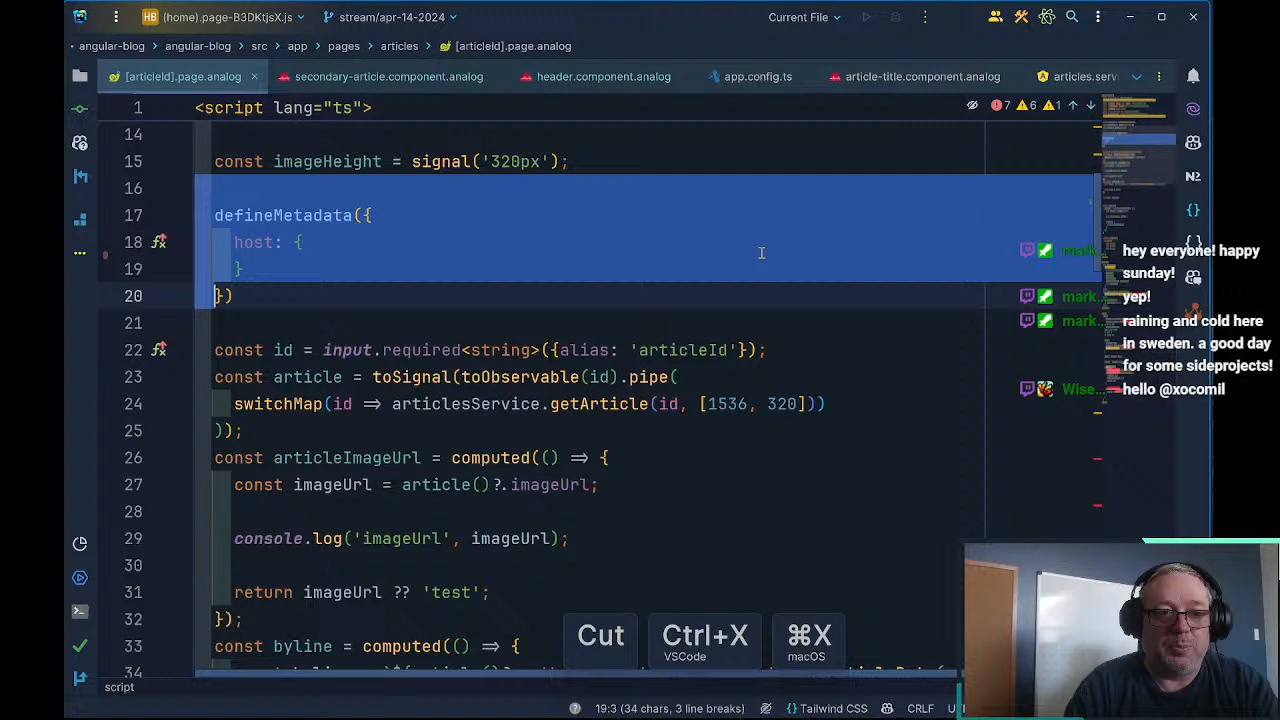 HB (home).page-B3DKtjsX.js
stream/apr-14-2024
Current File
angular-blog > angular-blog > src > app > pages > articles > [articleId].page.analog
[articleId].page.analog
secondary-article.component.analog
header.component.analog
app.config.ts
article-title.component.analog
articles.serv
1 <script lang="ts">
7 6 1
14
15 const imageHeight = signal('320px');
16
17 defineMetadata({
18 host: {
19 }
20 })
21
22 const id = input.required<string>({alias: 'articleId'});
23 const article = toSignal(toObservable(id).pipe(
24 switchMap(id => articlesService.getArticle(id, [1536, 320]))
25 ));
26 const articleImageUrl = computed(() => {
27 const imageUrl = article()?.imageUrl;
28
29 console.log('imageUrl', imageUrl);
30
31 return imageUrl ?? 'test';
32 });
33 const byline = computed(() => {
34
mark... hey everyone! happy
sunday!
mark... yep!
mark... raining and cold here
in sweden. a good day
for some sideprojects!
Wise... hello @xocomil
Cut
Ctrl+X
VSCode
⌘X
macOS
script
19:3 (34 chars, 3 line breaks)
Tailwind CSS
CRLF